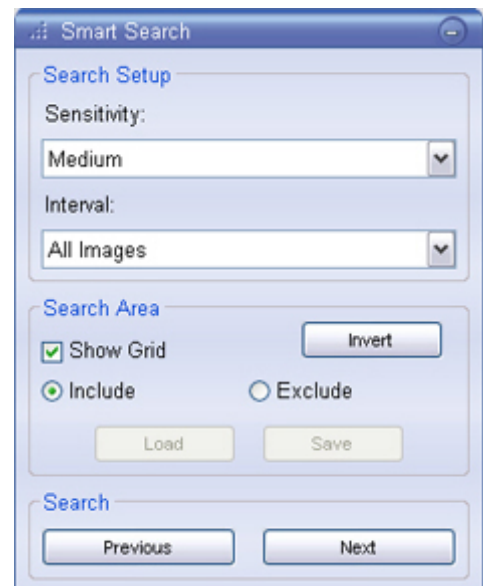 Smart Search
Search Setup
Sensitivity:
Medium
Interval:
All Images
Search Area
Show Grid
Invert
Include
Exclude
Load
Save
Search
Previous
Next